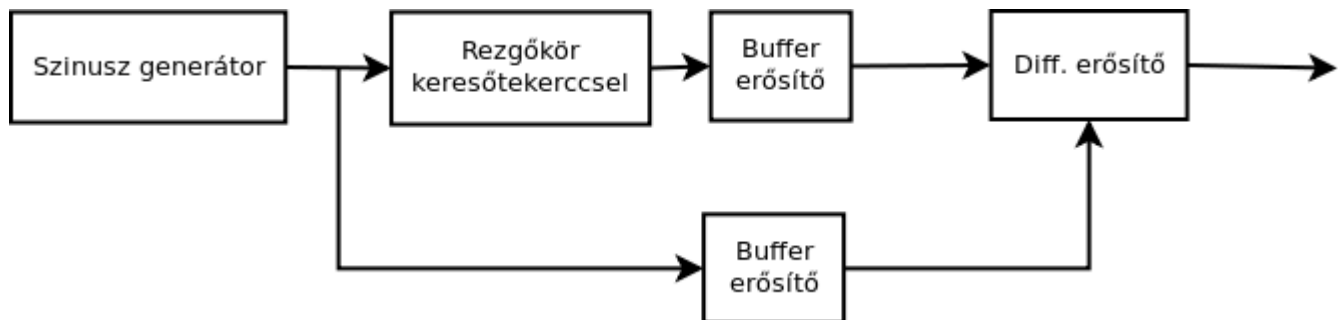 Szinusz generátor
Rezgőkör
keresőtekerccsel
Buffer
erősítő
Diff. erősítő
Buffer
erősítő